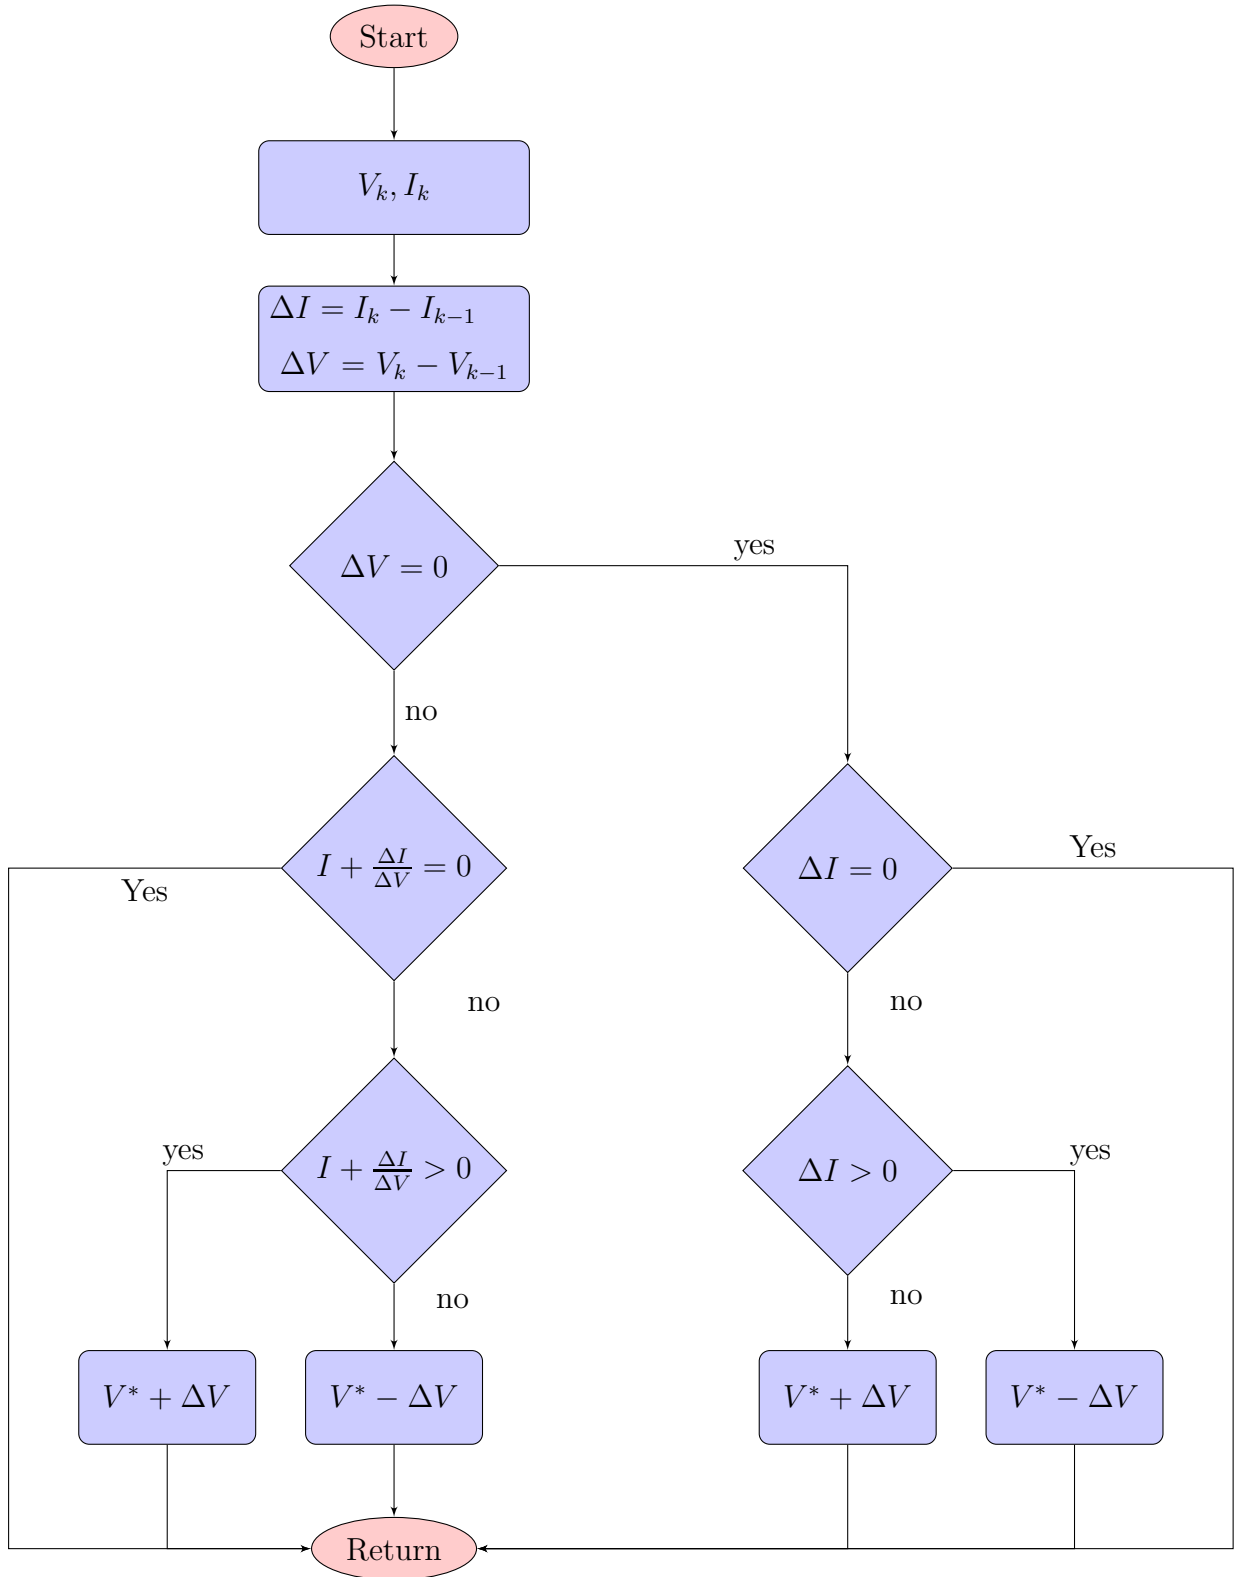 Start
V_k, I_k
ΔI = I_k − I_{k−1}
ΔV = V_k − V_{k−1}
yes
ΔV = 0
no
Yes
I + ΔI/ΔV = 0
ΔI = 0
Yes
no
no
yes
yes
I + ΔI/ΔV > 0
ΔI > 0
no
no
V* + ΔV
V* − ΔV
V* + ΔV
V* − ΔV
Return